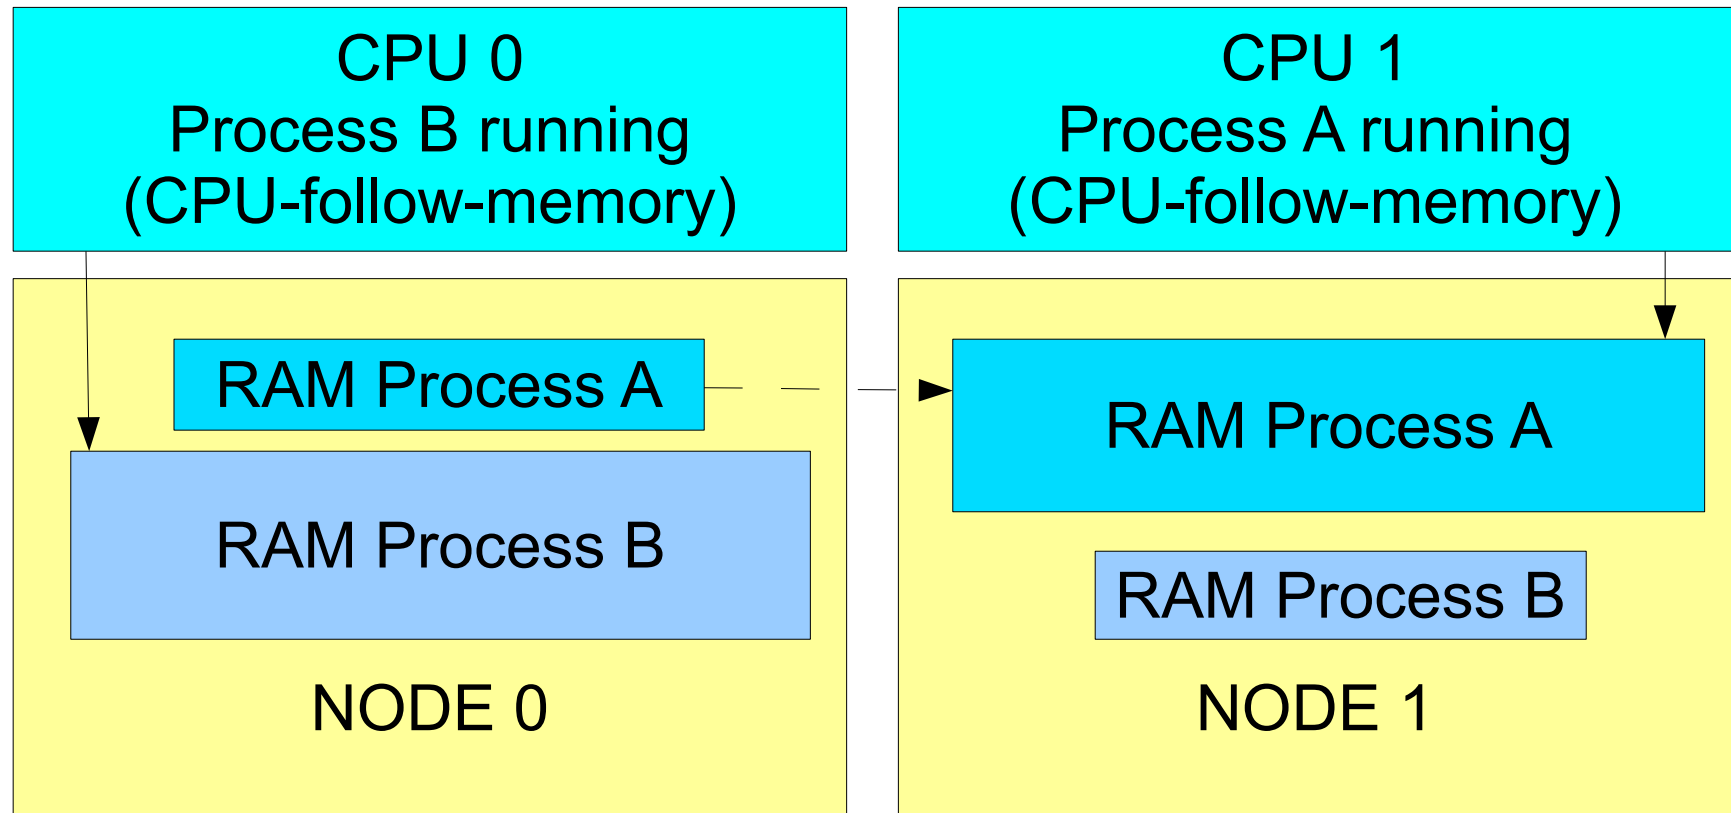 CPU 0
Process B running
(CPU-follow-memory)
CPU 1
Process A running
(CPU-follow-memory)
RAM Process A
RAM Process B
NODE 0
RAM Process A
RAM Process B
NODE 1